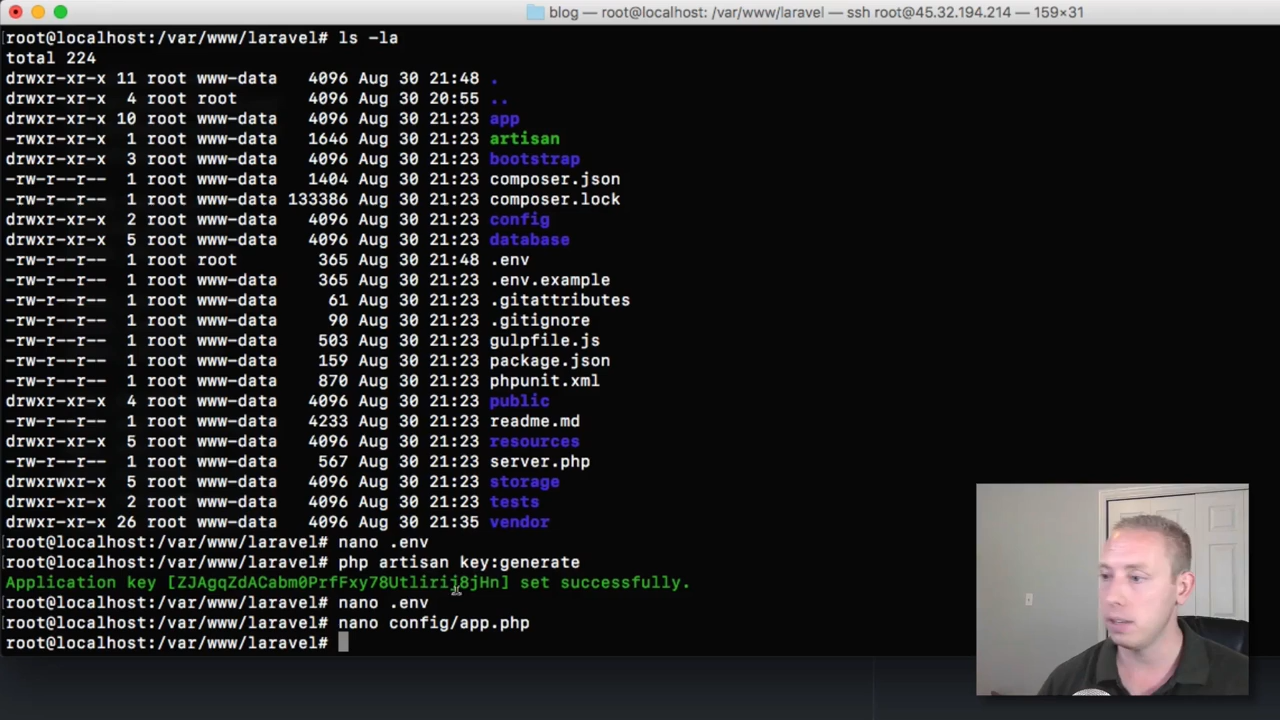 blog — root@localhost: /var/www/laravel — ssh root@45.32.194.214 — 159×31
[root@localhost:/var/www/laravel# ls -la
total 224
drwxr-xr-x 11 root www-data 4096 Aug 30 21:48 .
drwxr-xr-x 4 root root 4096 Aug 30 20:55 ..
drwxr-xr-x 10 root www-data 4096 Aug 30 21:23 app
-rwxr-xr-x 1 root www-data 1646 Aug 30 21:23 artisan
drwxr-xr-x 3 root www-data 4096 Aug 30 21:23 bootstrap
-rw-r--r-- 1 root www-data 1404 Aug 30 21:23 composer.json
-rw-r--r-- 1 root www-data 133386 Aug 30 21:23 composer.lock
drwxr-xr-x 2 root www-data 4096 Aug 30 21:23 config
drwxr-xr-x 5 root www-data 4096 Aug 30 21:23 database
-rw-r--r-- 1 root root 365 Aug 30 21:48 .env
-rw-r--r-- 1 root www-data 365 Aug 30 21:23 .env.example
-rw-r--r-- 1 root www-data 61 Aug 30 21:23 .gitattributes
-rw-r--r-- 1 root www-data 90 Aug 30 21:23 .gitignore
-rw-r--r-- 1 root www-data 503 Aug 30 21:23 gulpfile.js
-rw-r--r-- 1 root www-data 159 Aug 30 21:23 package.json
-rw-r--r-- 1 root www-data 870 Aug 30 21:23 phpunit.xml
drwxr-xr-x 4 root www-data 4096 Aug 30 21:23 public
-rw-r--r-- 1 root www-data 4233 Aug 30 21:23 readme.md
drwxr-xr-x 5 root www-data 4096 Aug 30 21:23 resources
-rw-r--r-- 1 root www-data 567 Aug 30 21:23 server.php
drwxrwxr-x 5 root www-data 4096 Aug 30 21:23 storage
drwxr-xr-x 2 root www-data 4096 Aug 30 21:23 tests
drwxr-xr-x 26 root www-data 4096 Aug 30 21:35 vendor
[root@localhost:/var/www/laravel# nano .env
[root@localhost:/var/www/laravel# php artisan key:generate
Application key [ZJAgqZdACabm0PrfFxy78Utlirij8jHn] set successfully.
[root@localhost:/var/www/laravel# nano .env
[root@localhost:/var/www/laravel# nano config/app.php
root@localhost:/var/www/laravel#